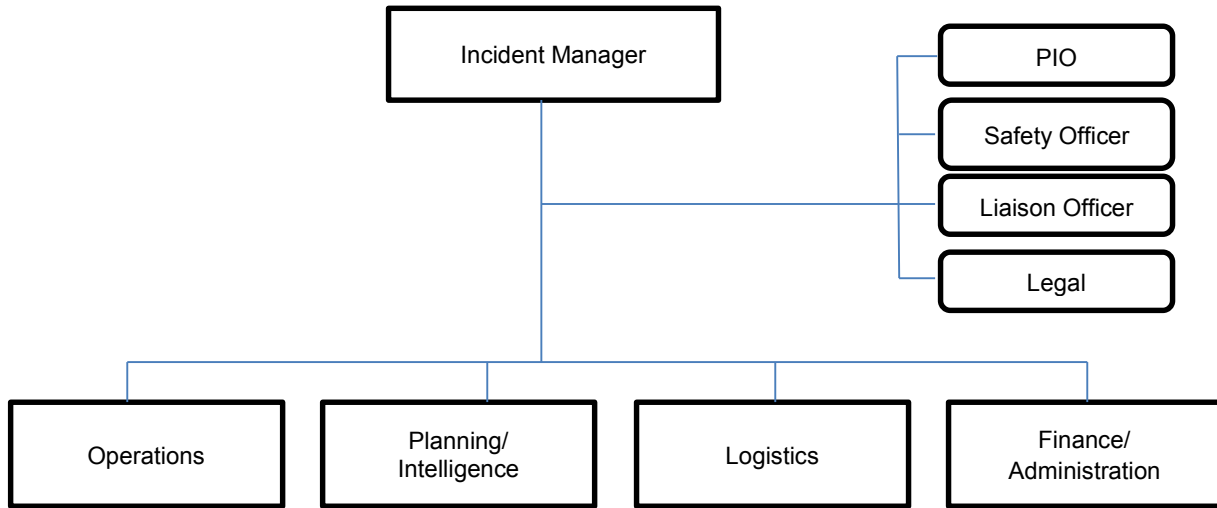 Incident Manager
PIO
Safety Officer
Liaison Officer
Legal
Operations
Planning/
Intelligence
Logistics
Finance/
Administration